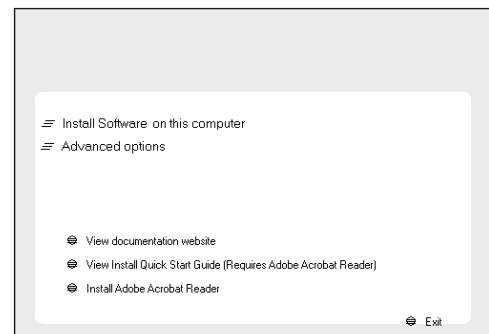 Install Software on this computer
Advanced options
View documentation website
View Install Quick Start Guide (Requires Adobe Acrobat Reader)
Install Adobe Acrobat Reader
Exit